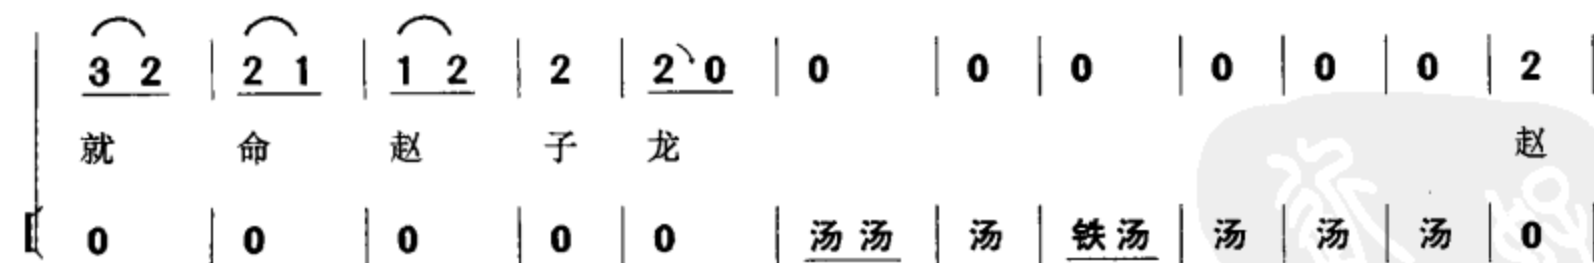 3 2 | 2 1 | 1 2 | 2 | 2 0 | 0 | 0 | 0 | 0 | 0 | 0 | 2 |
就 命 赵 子 龙 赵
0 | 0 | 0 | 0 | 0 | 汤 汤 | 汤 | 铁 汤 | 汤 | 汤 | 汤 | 0 |